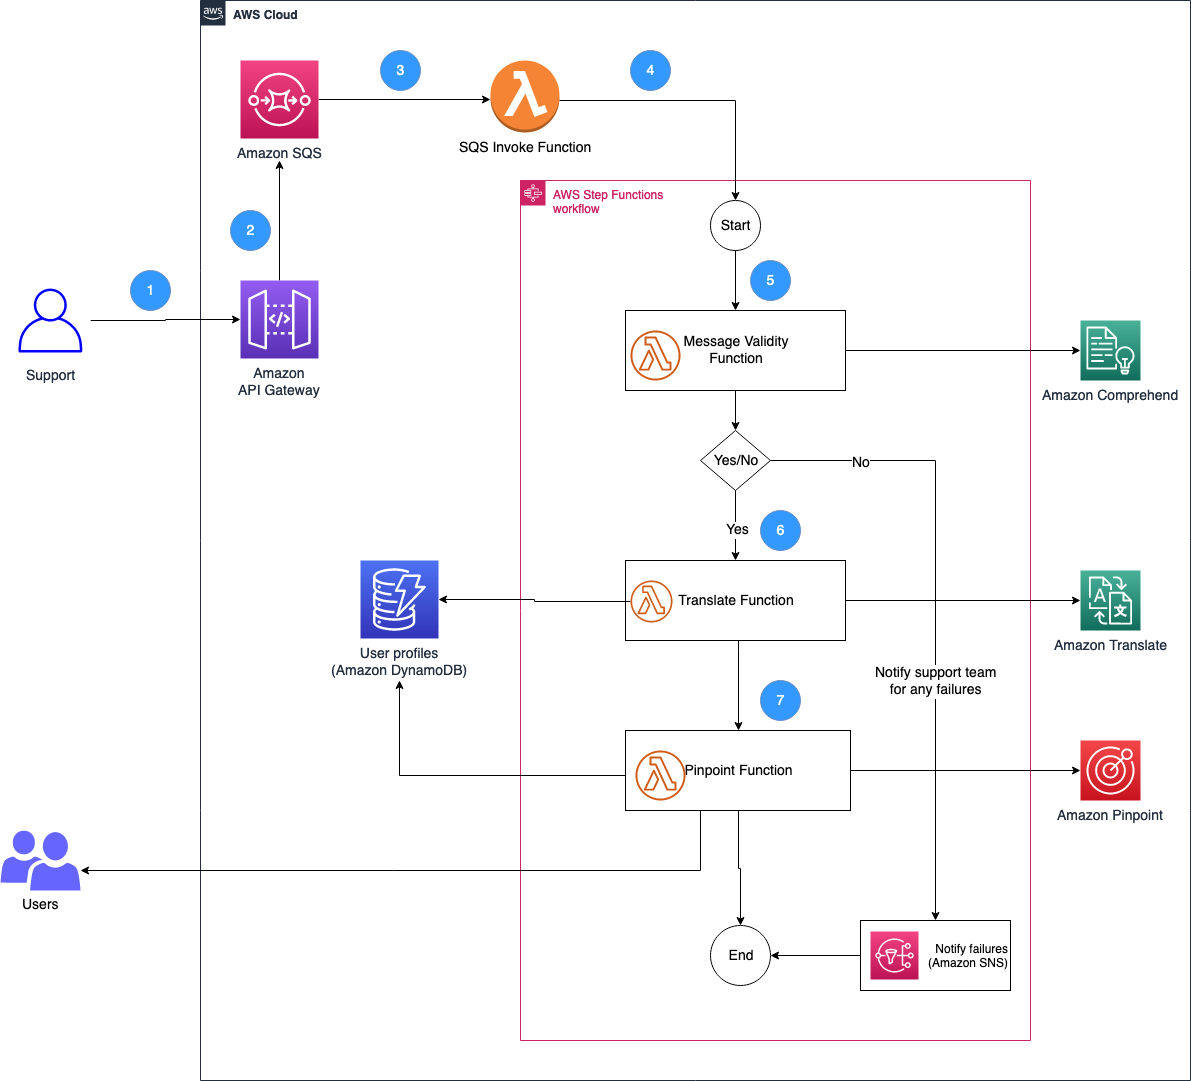 aws
AWS Cloud
3
4
Amazon SQS
SQS Invoke Function
AWS Step Functions
workflow
2
Start
1
5
Message Validity
Function
Support
Amazon
API Gateway
Amazon Comprehend
Yes/No
No
Yes
6
Translate Function
User profiles
(Amazon DynamoDB)
A
文
Amazon Translate
Notify support team
for any failures
7
Pinpoint Function
Amazon Pinpoint
Users
End
Notify failures
(Amazon SNS)